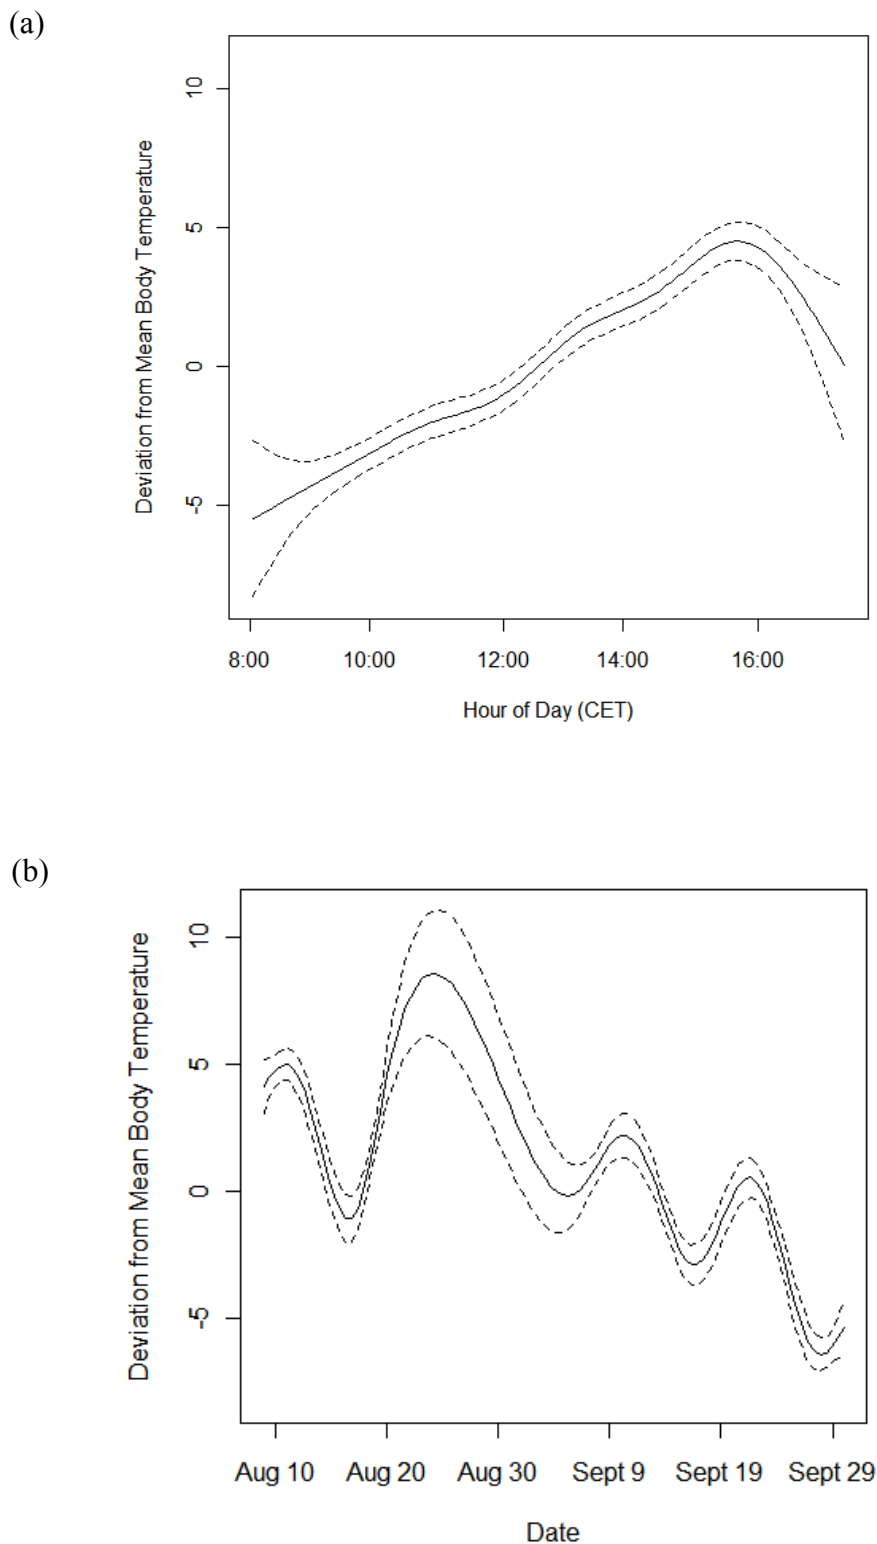 (a)
10
5
0
-5
Deviation from Mean Body Temperature
8:00 10:00 12:00 14:00 16:00
Hour of Day (CET)
(b)
10
5
0
-5
Deviation from Mean Body Temperature
Aug 10 Aug 20 Aug 30 Sept 9 Sept 19 Sept 29
Date